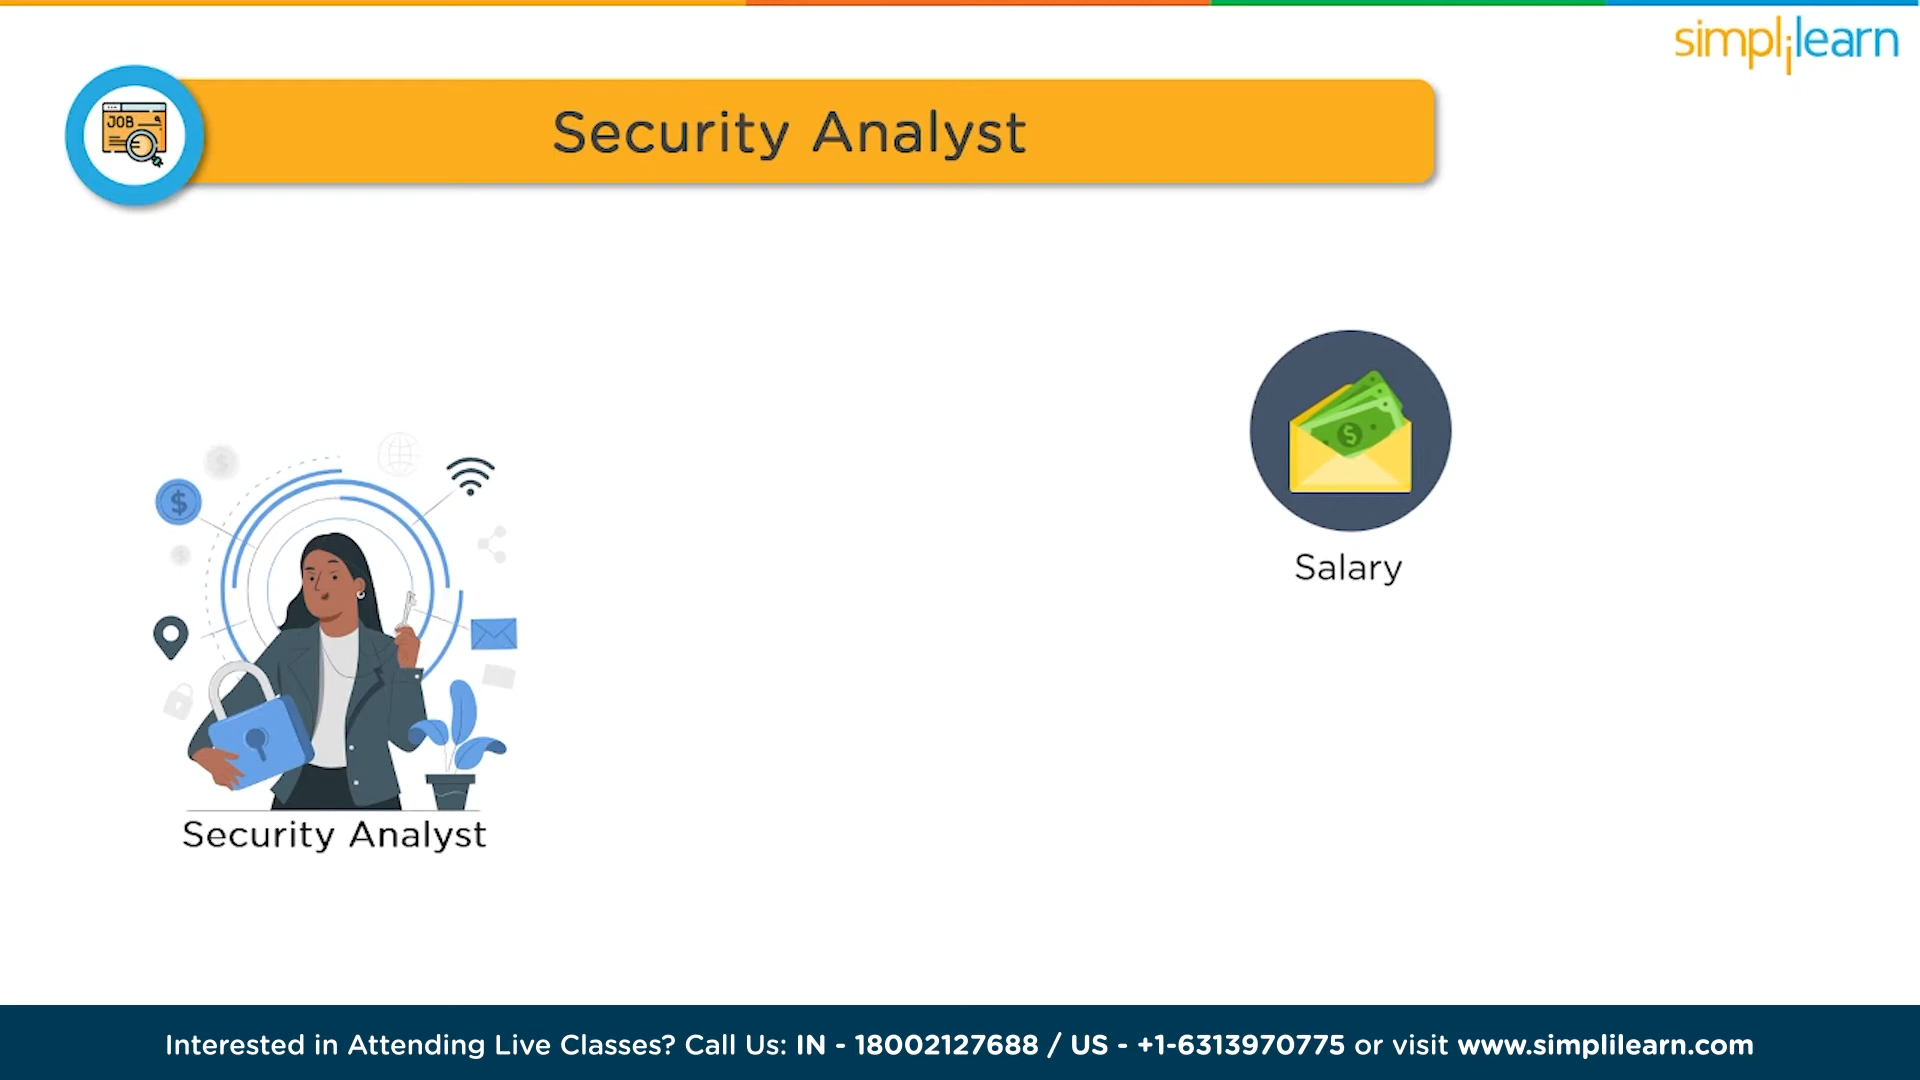 simplilearn
JOB
Security Analyst
$
$
$
$
Salary
Security Analyst
Interested in Attending Live Classes? Call Us: IN - 18002127688 / US - +1-6313970775 or visit www.simplilearn.com